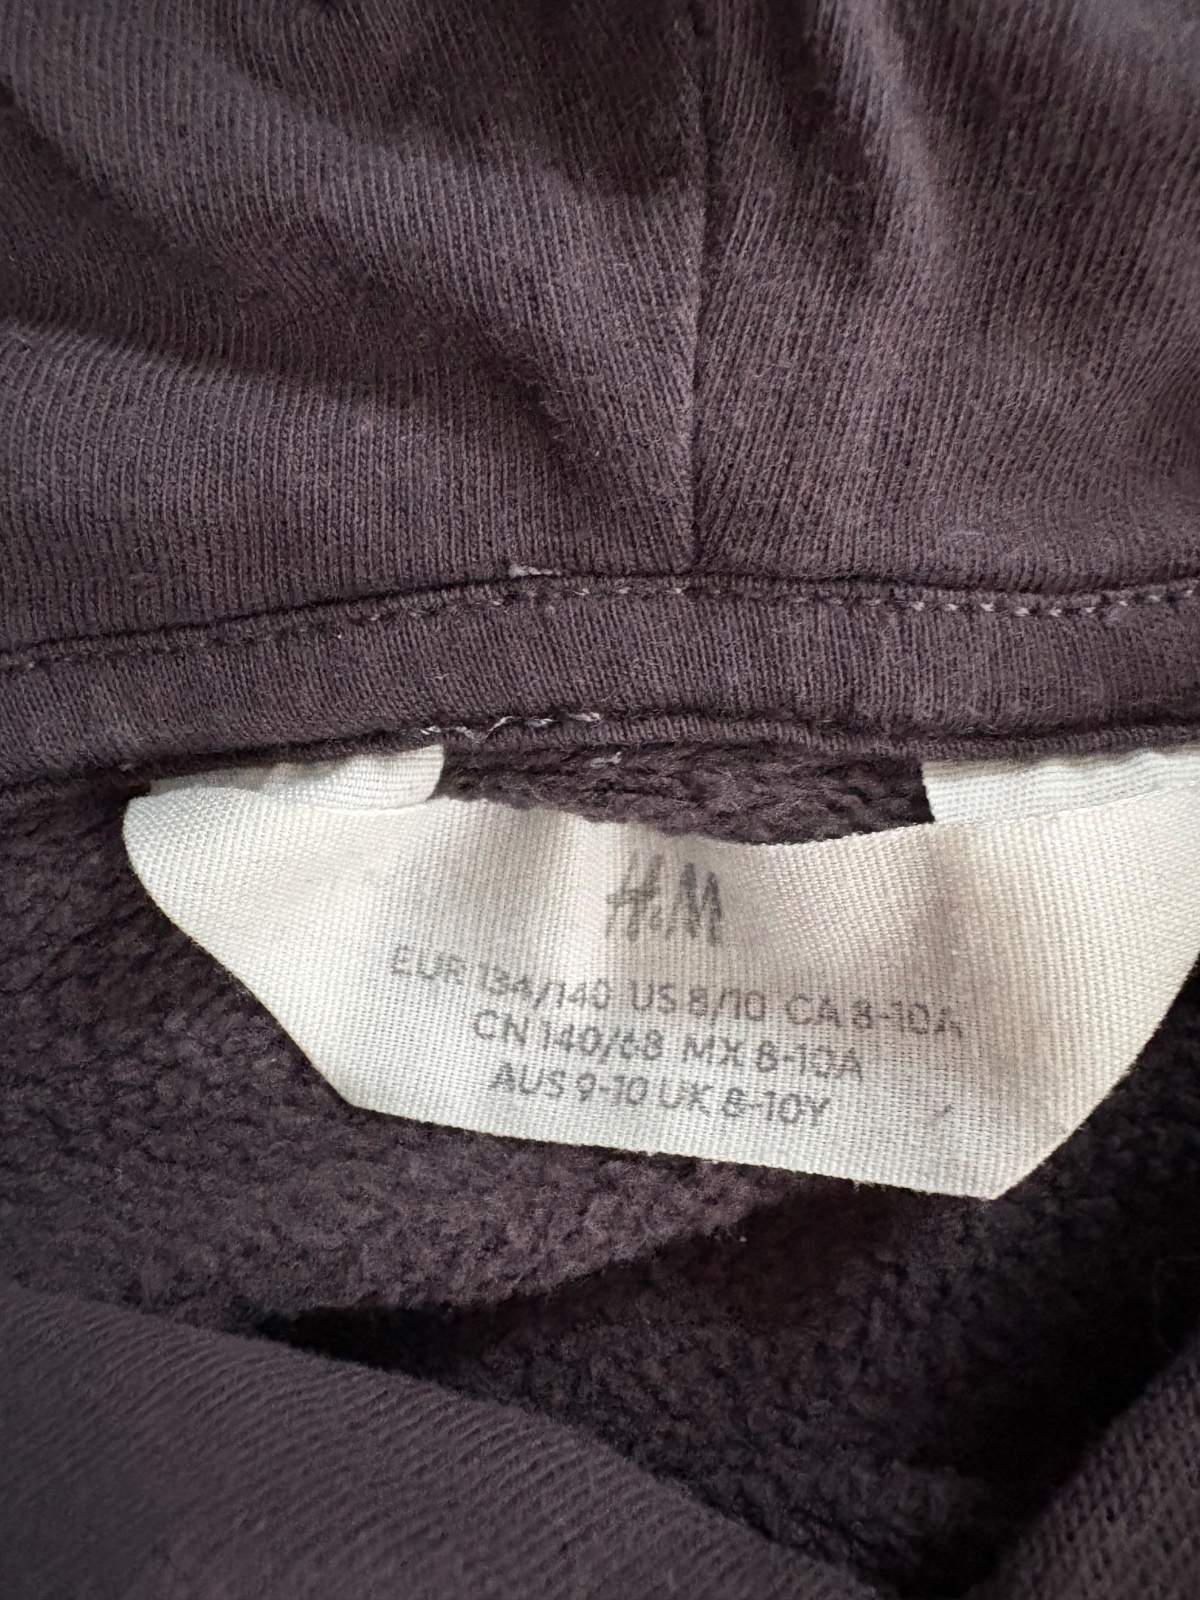 H&M
EUR 134/140 US 8/10 CA 8-10A
CN 140/68 MX 8-10A
AUS 9-10 UK 8-10Y